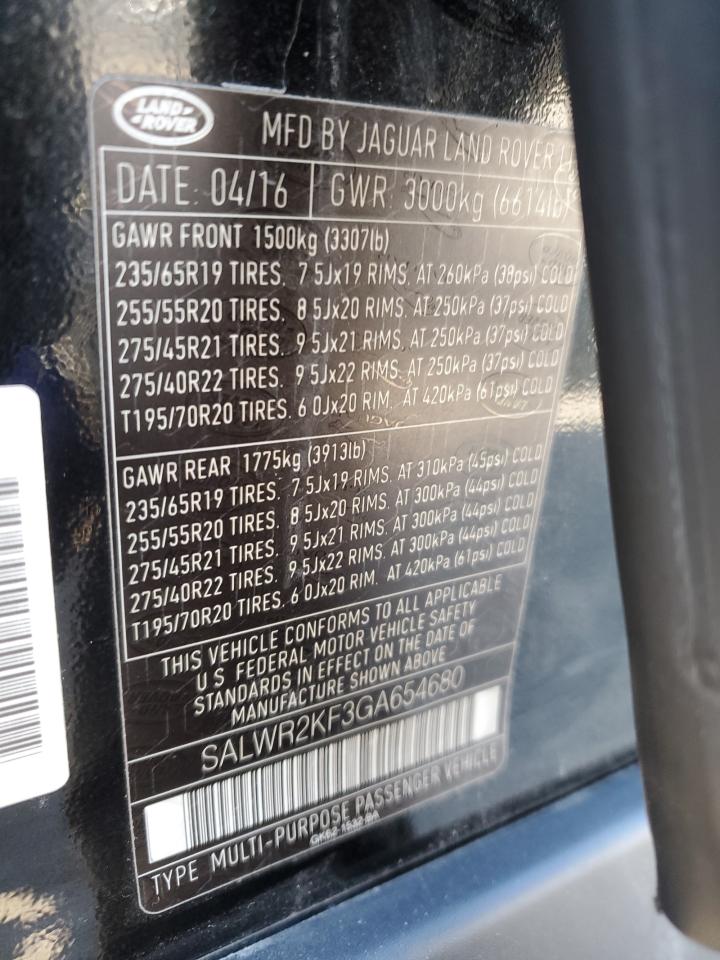 LAND
ROVER
MFD BY JAGUAR LAND ROVER
DATE: 04/16 GWR: 3000kg (6614lb)
GAWR FRONT 1500kg (3307lb)
235/65R19 TIRES. 7 5Jx19 RIMS. AT 260kPa (38psi) COLD
255/55R20 TIRES. 8 5Jx20 RIMS. AT 250kPa (37psi) COLD
275/45R21 TIRES. 9 5Jx21 RIMS. AT 250kPa (37psi) COLD
275/40R22 TIRES. 9 5Jx22 RIMS. AT 250kPa (37psi) COLD
T195/70R20 TIRES. 6 0Jx20 RIM. AT 420kPa (61psi) COLD
GAWR REAR 1775kg (3913lb)
235/65R19 TIRES. 7 5Jx19 RIMS. AT 310kPa (45psi) COLD
255/55R20 TIRES. 8 5Jx20 RIMS. AT 300kPa (44psi) COLD
275/45R21 TIRES. 9 5Jx21 RIMS. AT 300kPa (44psi) COLD
275/40R22 TIRES. 9 5Jx22 RIMS. AT 300kPa (44psi) COLD
T195/70R20 TIRES. 6 0Jx20 RIM. AT 420kPa (61psi) COLD
THIS VEHICLE CONFORMS TO ALL APPLICABLE
U S FEDERAL MOTOR VEHICLE SAFETY
STANDARDS IN EFFECT ON THE DATE OF
MANUFACTURE SHOWN ABOVE
SALWR2KF3GA654680
TYPE MULTI-PURPOSE PASSENGER VEHICLE